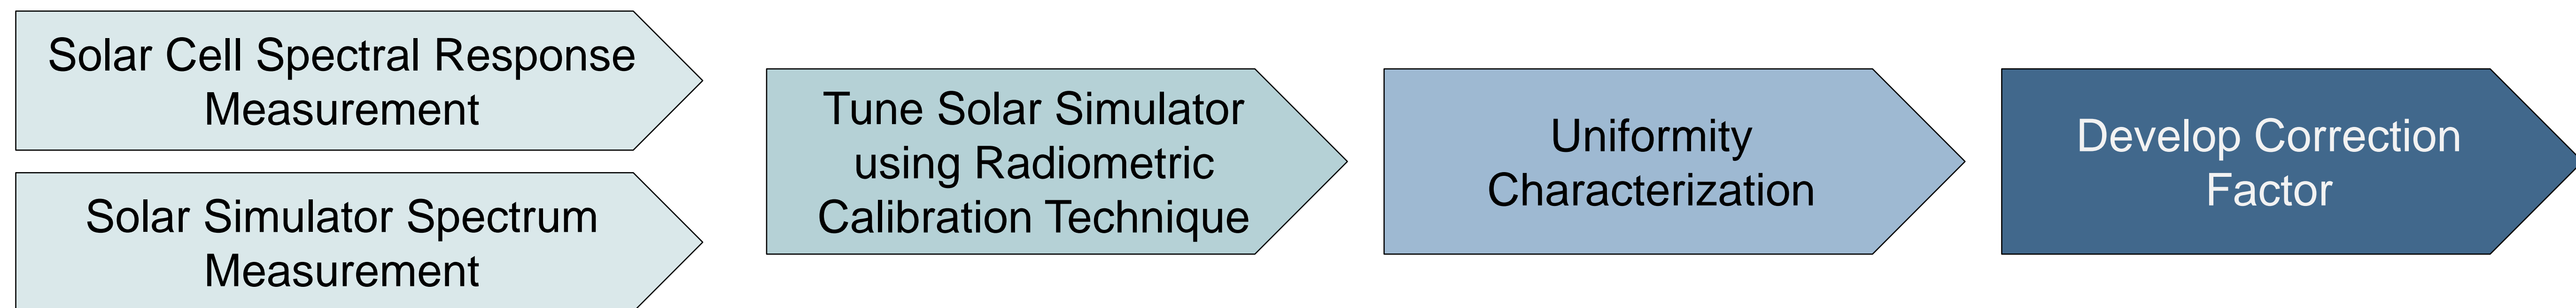 Solar Cell Spectral Response
Measurement
Solar Simulator Spectrum
Measurement
Tune Solar Simulator
using Radiometric
Calibration Technique
Uniformity
Characterization
Develop Correction
Factor